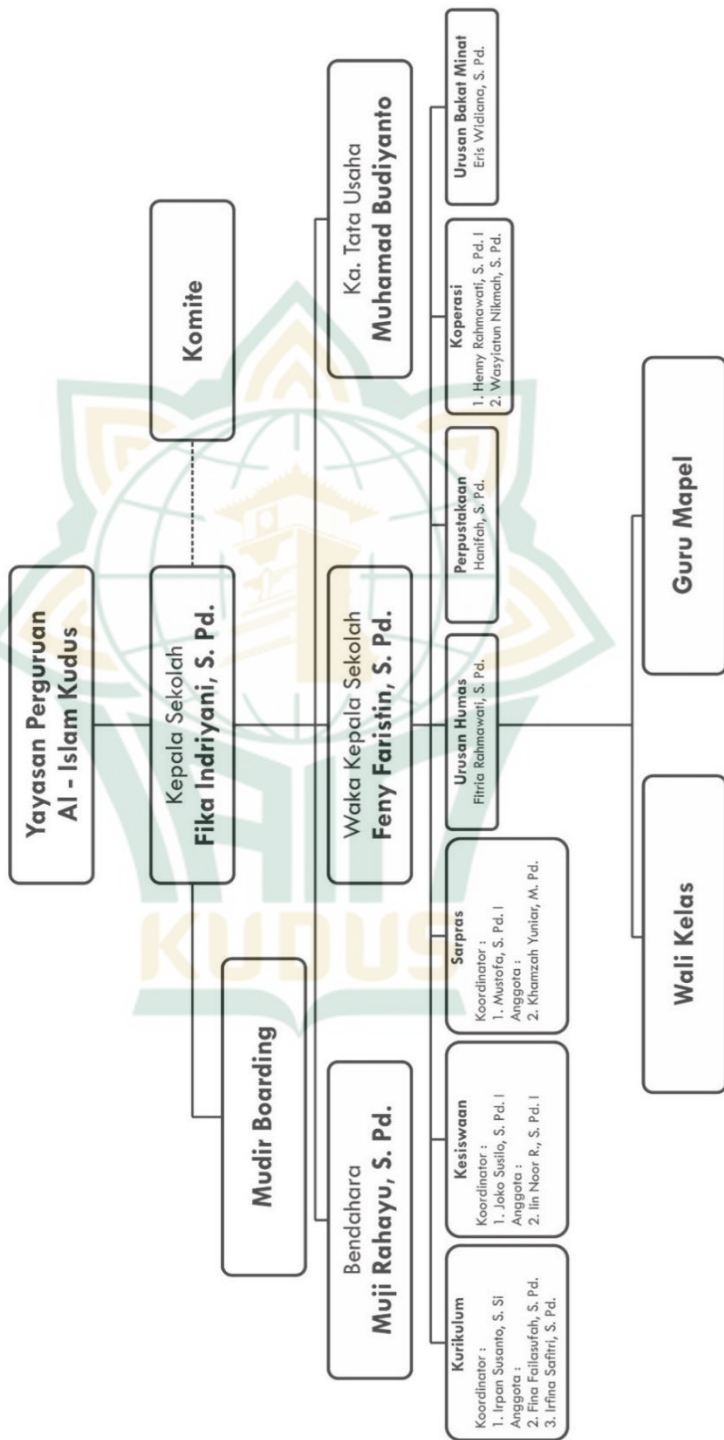 Yayasan Perguruan
Al - Islam Kudus
Kepala Sekolah
Fika Indriyani, S. Pd.
Komite
Mudir Boarding
Bendahara
Muji Rahayu, S. Pd.
Waka Kepala Sekolah
Feny Faristin, S. Pd.
Ka. Tata Usaha
Muhamad Budiyanto
Kurikulum
Koordinator :
1. Irpan Susanto, S. Si
Anggota :
2. Fina Failasufah, S. Pd.
3. Irfina Safitri, S. Pd.
Kesiswaan
Koordinator :
1. Joko Susilo, S. Pd. I
Anggota :
2. Iin Noor R., S. Pd. I
Sarpras
Koordinator :
1. Mustofa, S. Pd. I
Anggota :
2. Khamzah Yuniar, M. Pd.
Urusan Humas
Fitria Rahmawati, S. Pd.
Perpustakaan
Hanifah, S. Pd.
Koperasi
1. Henny Rahmawati, S. Pd. I
2. Wasyiatun Nikmah, S. Pd.
Urusan Bakat Minat
Eris Widiana, S. Pd.
Wali Kelas
Guru Mapel
KUDUS